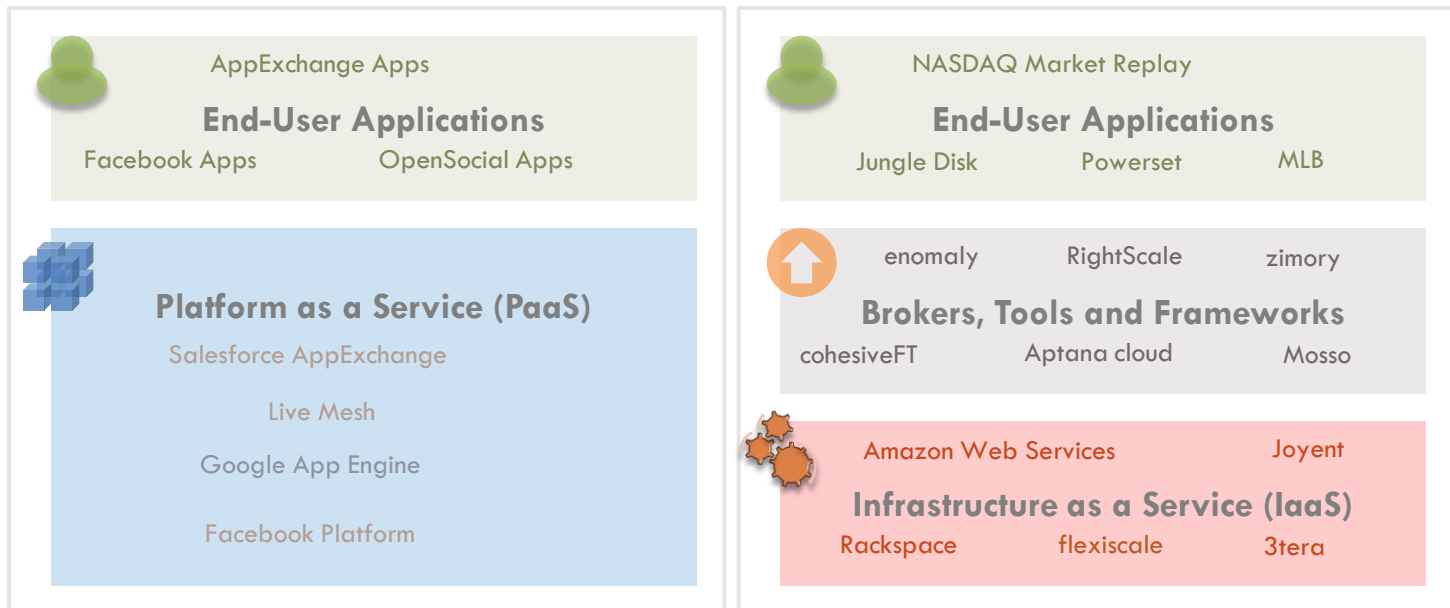 AppExchange Apps
End-User Applications
Facebook Apps OpenSocial Apps
Platform as a Service (PaaS)
Salesforce AppExchange
Live Mesh
Google App Engine
Facebook Platform
NASDAQ Market Replay
End-User Applications
Jungle Disk Powerset MLB
enomaly RightScale zimory
Brokers, Tools and Frameworks
cohesiveFT Aptana cloud Mosso
Amazon Web Services Joyent
Infrastructure as a Service (IaaS)
Rackspace flexiscale 3tera